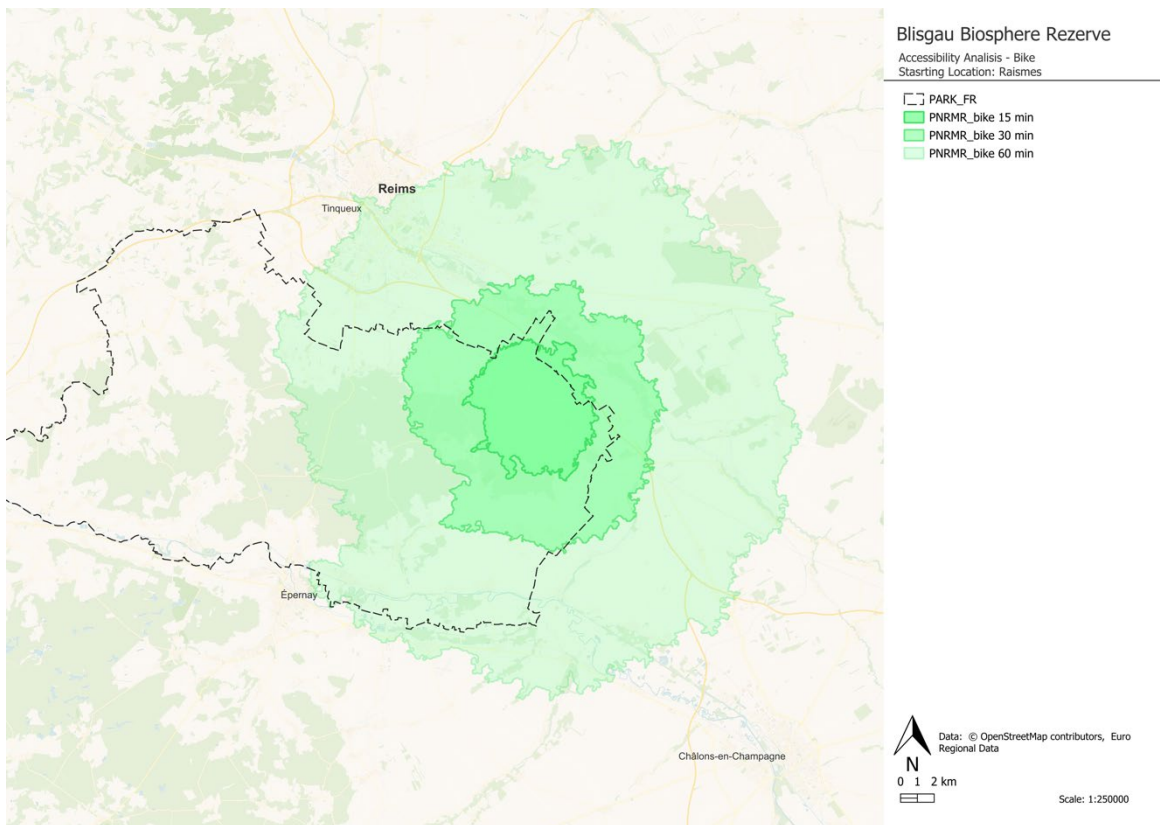 Blisgau Biosphere Rezerve
Accessibility Analisis - Bike
Stasrting Location: Raismes
PARK_FR
PNRMR_bike 15 min
PNRMR_bike 30 min
PNRMR_bike 60 min
Reims
Tinqueux
Épernay
Châlons-en-Champagne
Data: © OpenStreetMap contributors, Euro
Regional Data
N
0 1 2 km
Scale: 1:250000